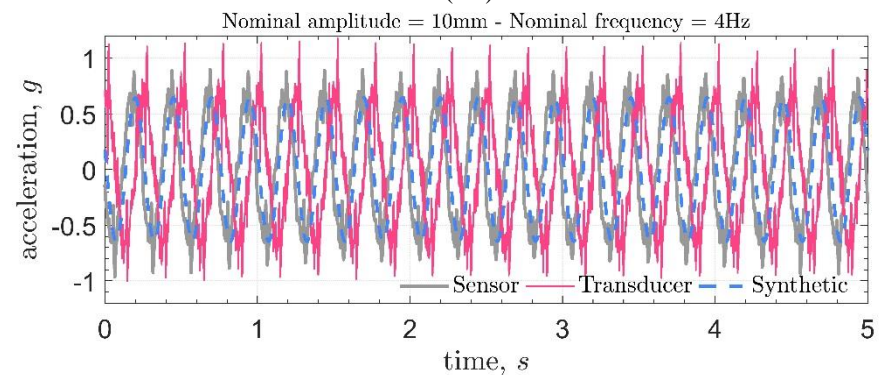 Nominal amplitude = 10mm - Nominal frequency = 4Hz
acceleration, g
1
0.5
0
-0.5
-1
Sensor Transducer Synthetic
0 1 2 3 4 5
time, s